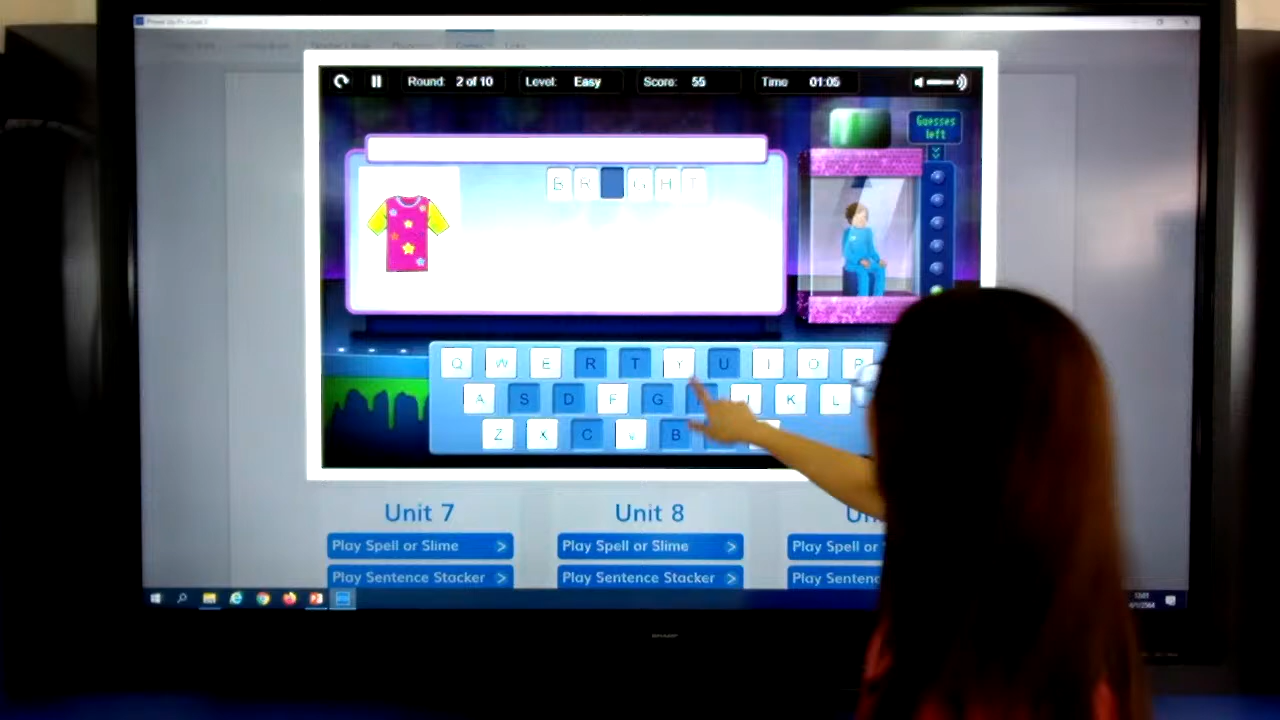 Round: 2 of 10 Level: Easy Score: 55 Time 01:05
Guesses
left
B R G H T
Q W E R T Y U I O P
A S D F G J K L
Z X C V B
Unit 7 Unit 8
Play Spell or Slime > Play Spell or Slime > Play Spell or
Play Sentence Stacker > Play Sentence Stacker > Play Senten
SHARP